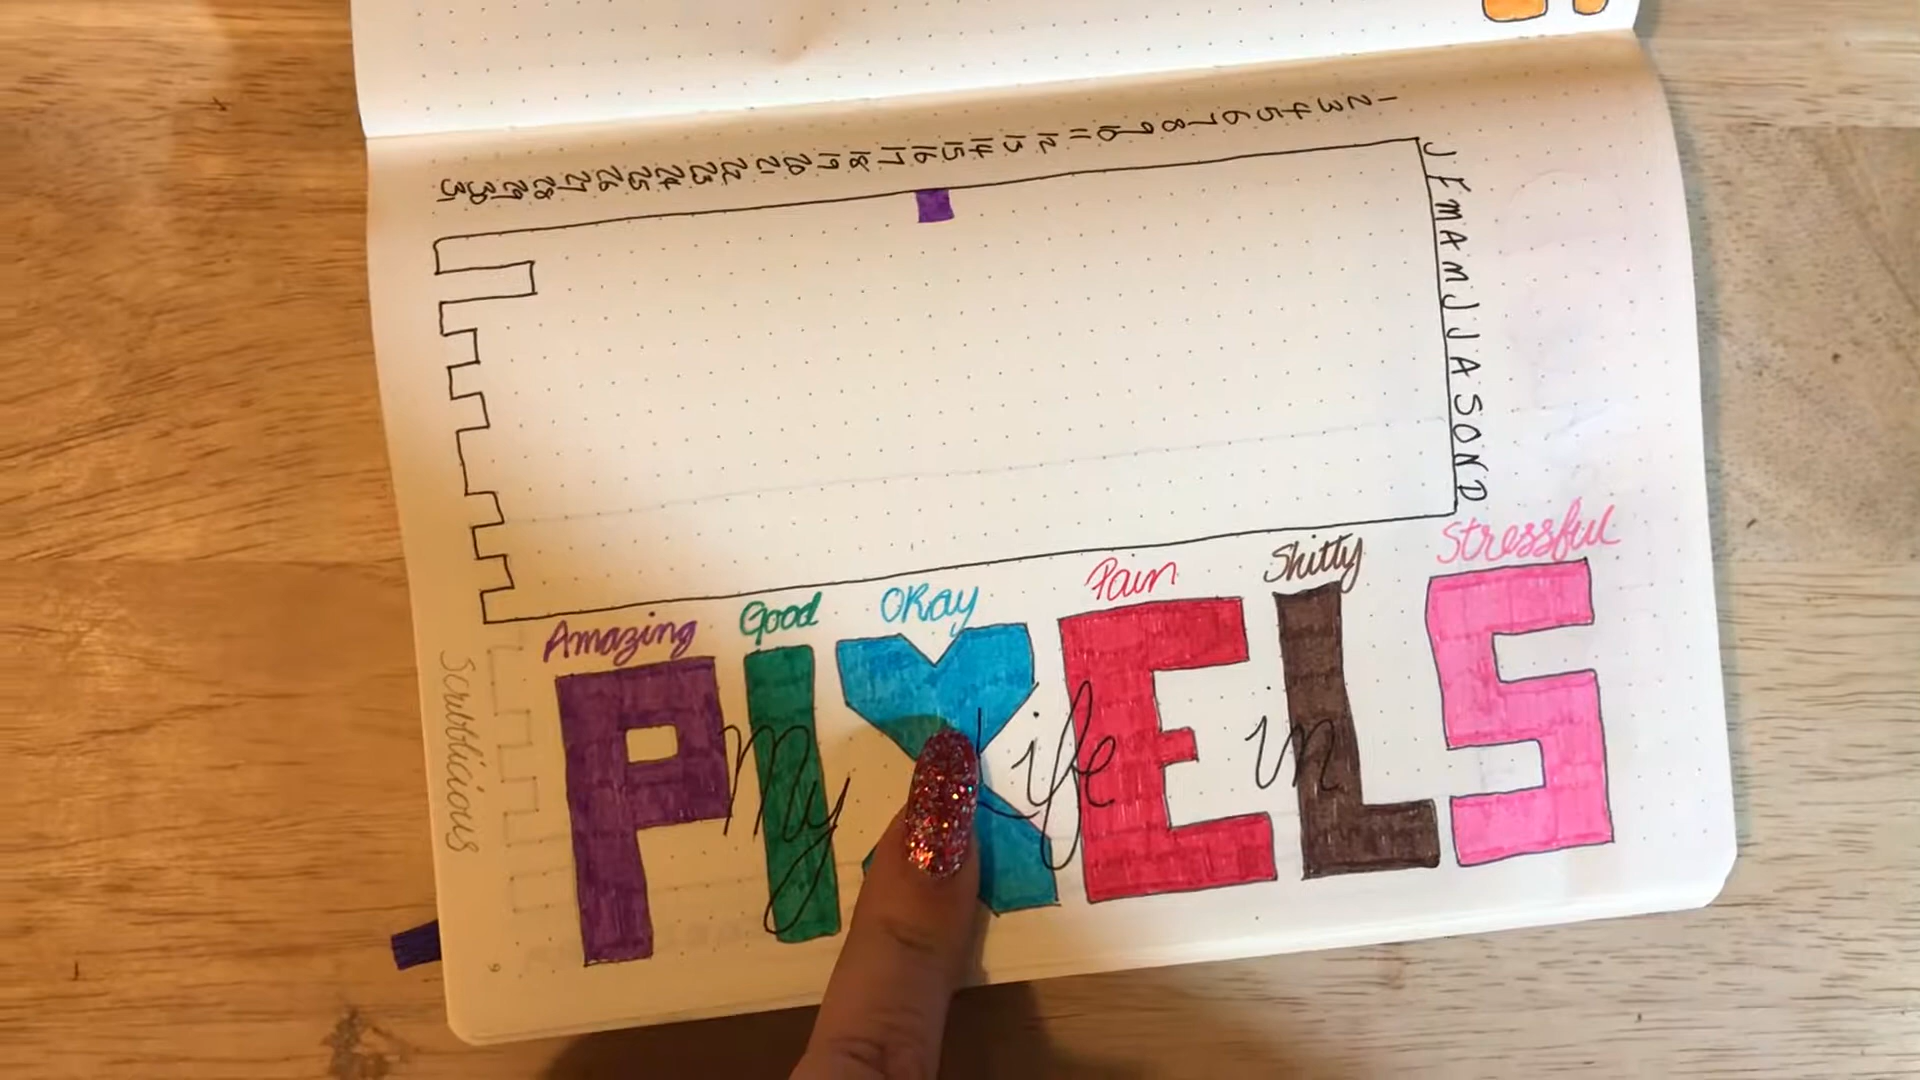 1 2 3 4 5 6 7 8 9 10 11 12 13 14 15 16 17 18 19 20 21 22 23 24 25 26 27 28 29 30 31
J F M A M J J A S O N D
Amazing Good Okay Pain Shitty Stressful
PIXELS
My Life in
Scribblicious
9